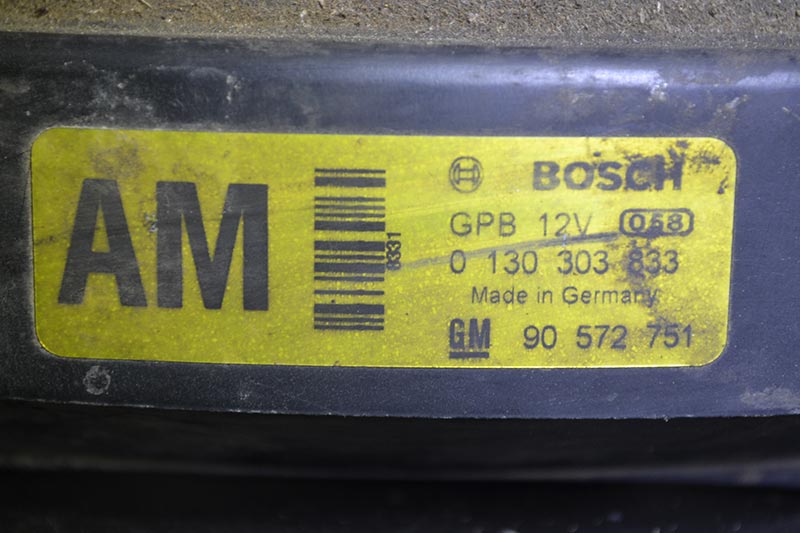 AM
8331
BOSCH
GPB 12V 058
0 130 303 833
Made in Germany
GM 90 572 751